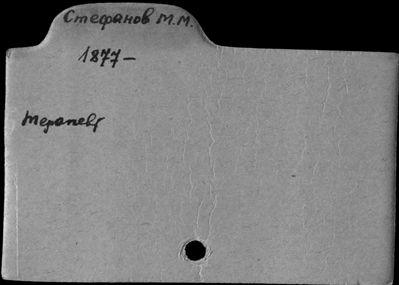 Стефанов М.М.
1877-
терапевт